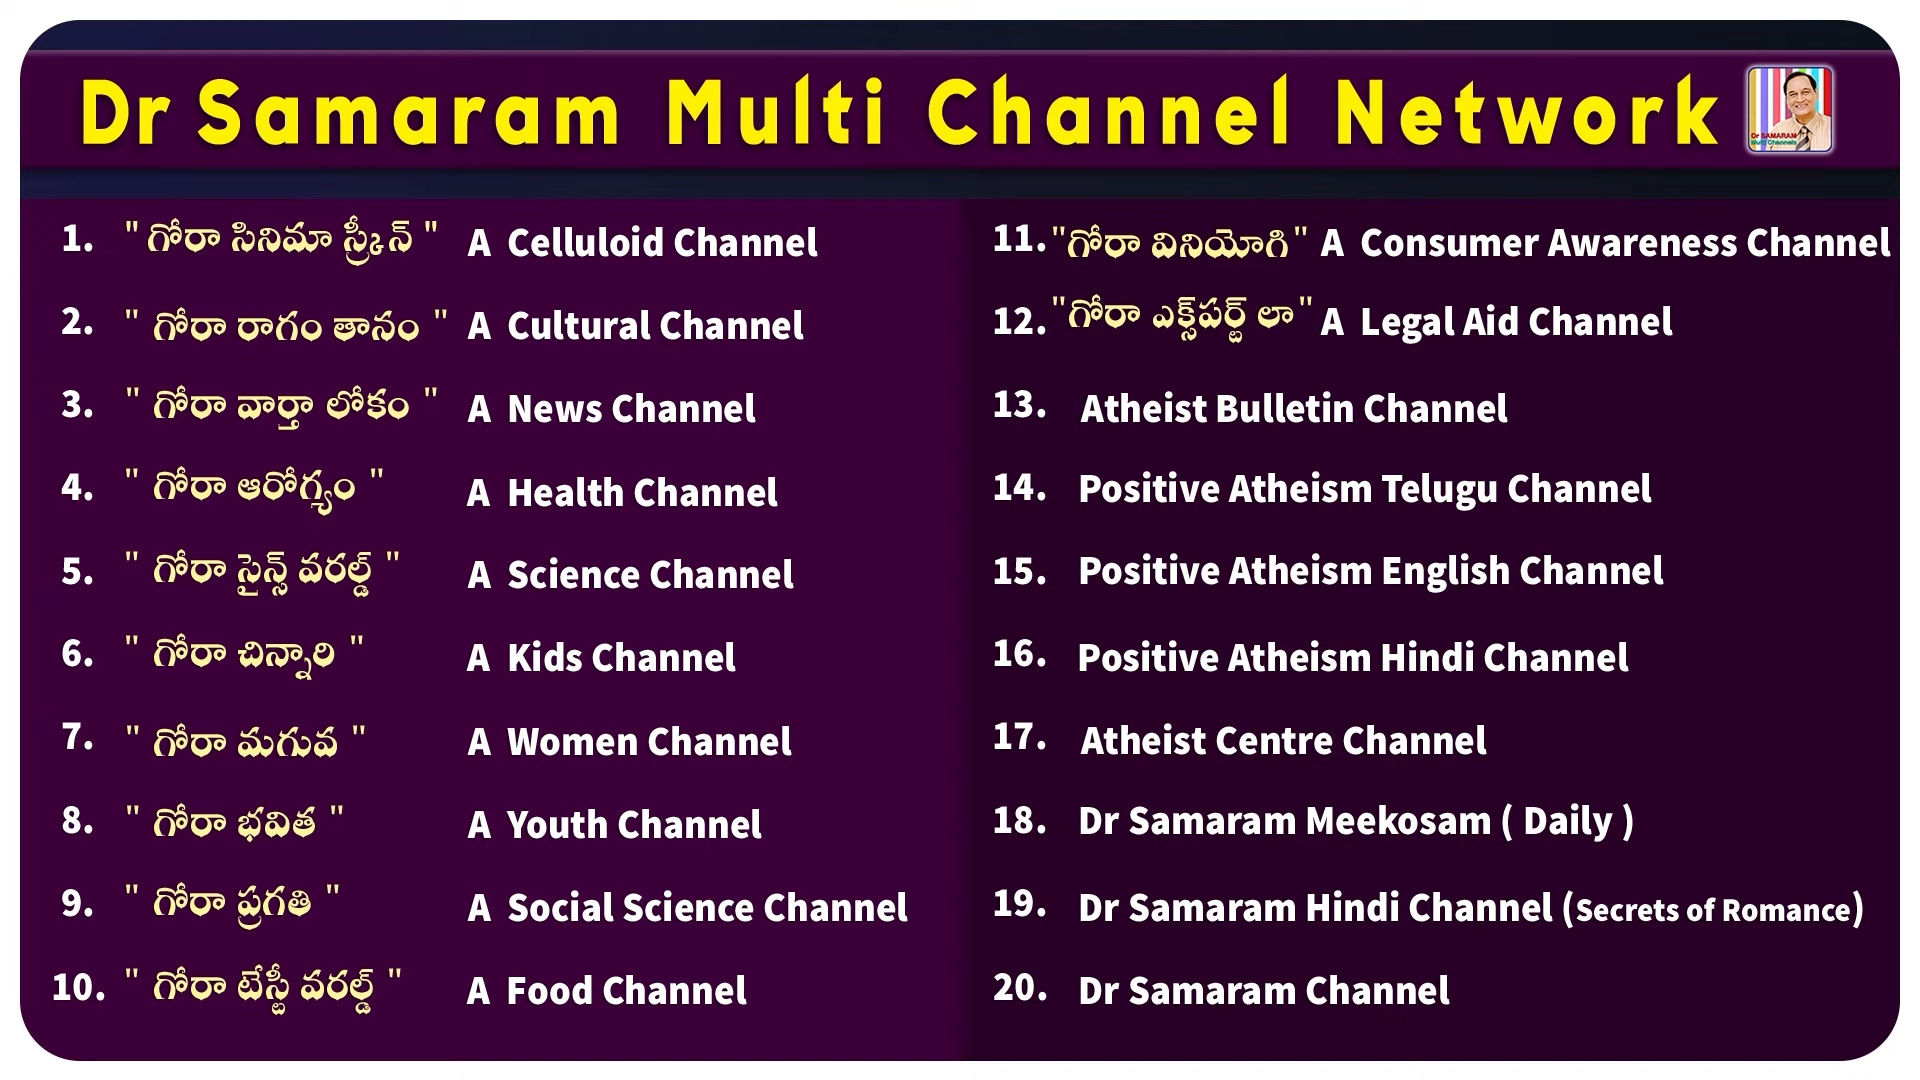 Dr Samaram Multi Channel Network
Dr SAMARAM
Multi Channels
1. " గోరా సినిమా స్క్రీన్ " A Celluloid Channel
2. " గోరా రాగం తానం " A Cultural Channel
3. " గోరా వార్తా లోకం " A News Channel
4. " గోరా ఆరోగ్యం " A Health Channel
5. " గోరా సైన్స్ వరల్డ్ " A Science Channel
6. " గోరా చిన్నారి " A Kids Channel
7. " గోరా మగువ " A Women Channel
8. " గోరా భవిత " A Youth Channel
9. " గోరా ప్రగతి " A Social Science Channel
10. " గోరా టేస్టీ వరల్డ్ " A Food Channel
11. "గోరా వినియోగి" A Consumer Awareness Channel
12. "గోరా ఎక్స్‌పర్ట్ లా" A Legal Aid Channel
13. Atheist Bulletin Channel
14. Positive Atheism Telugu Channel
15. Positive Atheism English Channel
16. Positive Atheism Hindi Channel
17. Atheist Centre Channel
18. Dr Samaram Meekosam ( Daily )
19. Dr Samaram Hindi Channel (Secrets of Romance)
20. Dr Samaram Channel